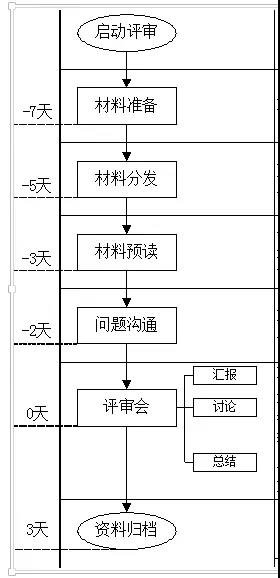 启动评审
-7天
材料准备
-5天
材料分发
-3天
材料预读
-2天
问题沟通
汇报
0天
评审会
讨论
总结
3天
资料归档